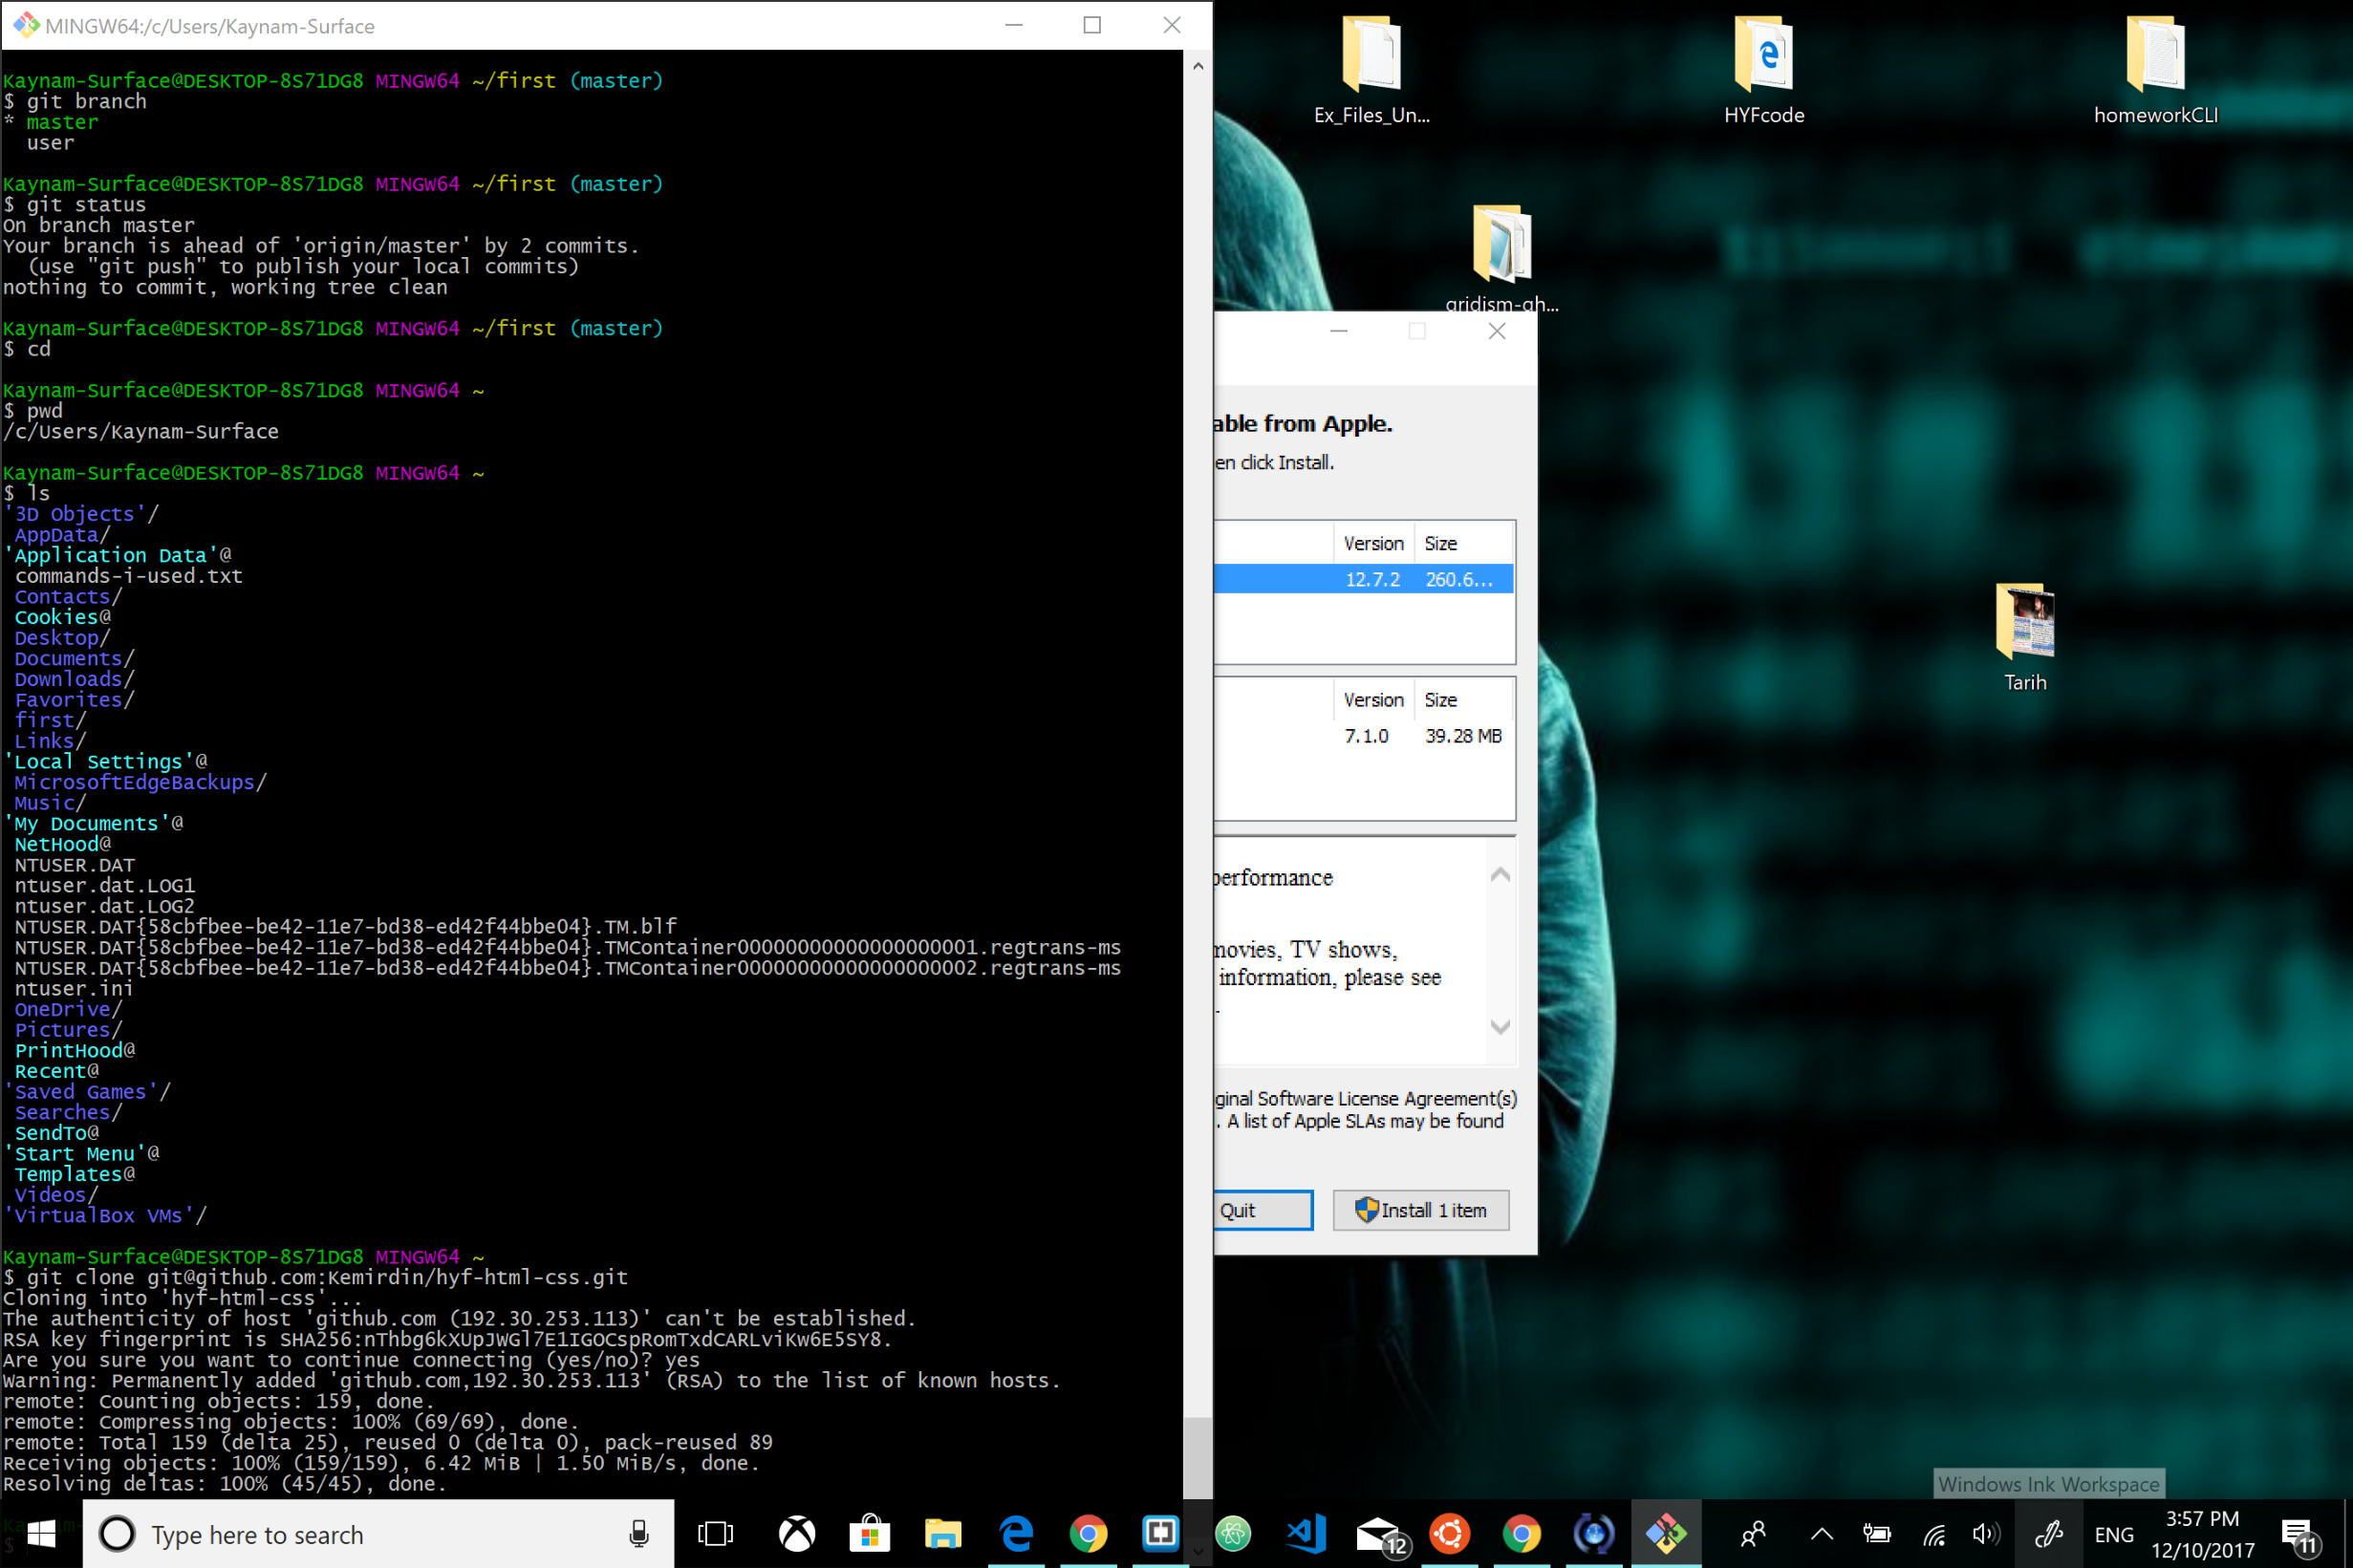 MINGW64:/c/Users/Kaynam-Surface
Kaynam-Surface@DESKTOP-8S71DG8 MINGW64 ~/first (master)
$ git branch
* master
  user
Kaynam-Surface@DESKTOP-8S71DG8 MINGW64 ~/first (master)
$ git status
On branch master
Your branch is ahead of 'origin/master' by 2 commits.
  (use "git push" to publish your local commits)
nothing to commit, working tree clean
Kaynam-Surface@DESKTOP-8S71DG8 MINGW64 ~/first (master)
$ cd
Kaynam-Surface@DESKTOP-8S71DG8 MINGW64 ~
$ pwd
/c/Users/Kaynam-Surface
Kaynam-Surface@DESKTOP-8S71DG8 MINGW64 ~
$ ls
'3D Objects'/
 AppData/
'Application Data'@
 commands-i-used.txt
 Contacts/
 Cookies@
 Desktop/
 Documents/
 Downloads/
 Favorites/
 first/
 Links/
'Local Settings'@
 MicrosoftEdgeBackups/
 Music/
'My Documents'@
 NetHood@
 NTUSER.DAT
 ntuser.dat.LOG1
 ntuser.dat.LOG2
 NTUSER.DAT{58cbfbee-be42-11e7-bd38-ed42f44bbe04}.TM.blf
 NTUSER.DAT{58cbfbee-be42-11e7-bd38-ed42f44bbe04}.TMContainer00000000000000000001.regtrans-ms
 NTUSER.DAT{58cbfbee-be42-11e7-bd38-ed42f44bbe04}.TMContainer00000000000000000002.regtrans-ms
 ntuser.ini
 OneDrive/
 Pictures/
 PrintHood@
 Recent@
'Saved Games'/
 Searches/
 SendTo@
'Start Menu'@
 Templates@
 Videos/
'VirtualBox VMs'/
Kaynam-Surface@DESKTOP-8S71DG8 MINGW64 ~
$ git clone git@github.com:Kemirdin/hyf-html-css.git
Cloning into 'hyf-html-css'...
The authenticity of host 'github.com (192.30.253.113)' can't be established.
RSA key fingerprint is SHA256:nThbg6kXUpJWGl7E1IGOCspRomTxdCARLviKw6E5SY8.
Are you sure you want to continue connecting (yes/no)? yes
Warning: Permanently added 'github.com,192.30.253.113' (RSA) to the list of known hosts.
remote: Counting objects: 159, done.
remote: Compressing objects: 100% (69/69), done.
remote: Total 159 (delta 25), reused 0 (delta 0), pack-reused 89
Receiving objects: 100% (159/159), 6.42 MiB | 1.50 MiB/s, done.
Resolving deltas: 100% (45/45), done.
Ex_Files_Un...
HYFcode
homeworkCLI
gridism-gh...
Tarih
able from Apple.
en click Install.
Version Size
12.7.2 260.6...
Version Size
7.1.0 39.28 MB
performance
movies, TV shows,
information, please see
ginal Software License Agreement(s)
. A list of Apple SLAs may be found
Quit
Install 1 item
Windows Ink Workspace
Type here to search
12
ENG
3:57 PM
12/10/2017
11